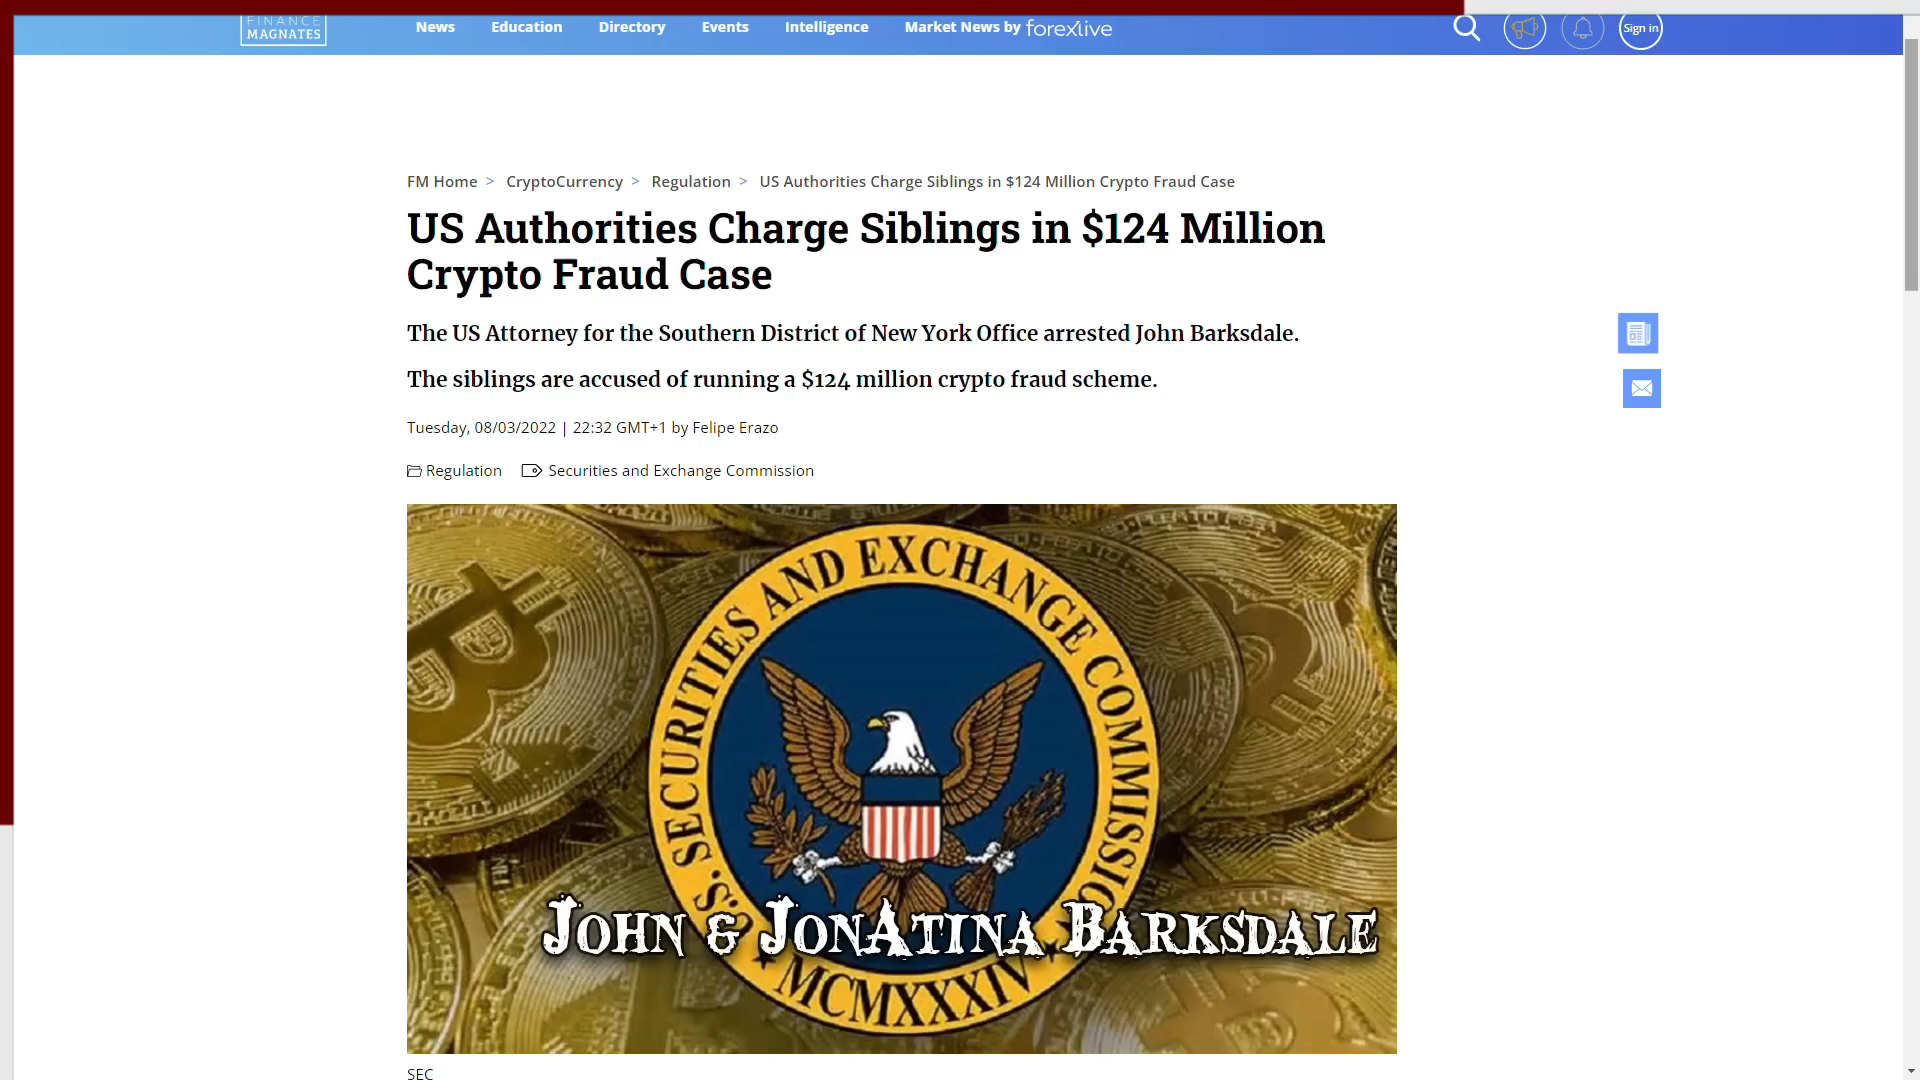 FINANCE
MAGNATES
News Education Directory Events Intelligence Market News by forexlive
Sign in
FM Home > CryptoCurrency > Regulation > US Authorities Charge Siblings in $124 Million Crypto Fraud Case
US Authorities Charge Siblings in $124 Million
Crypto Fraud Case
The US Attorney for the Southern District of New York Office arrested John Barksdale.
The siblings are accused of running a $124 million crypto fraud scheme.
Tuesday, 08/03/2022 | 22:32 GMT+1 by Felipe Erazo
Regulation Securities and Exchange Commission
U.S. SECURITIES AND EXCHANGE COMMISSION
JOHN & JONATINA BARKSDALE
MCMXXXIV
SEC